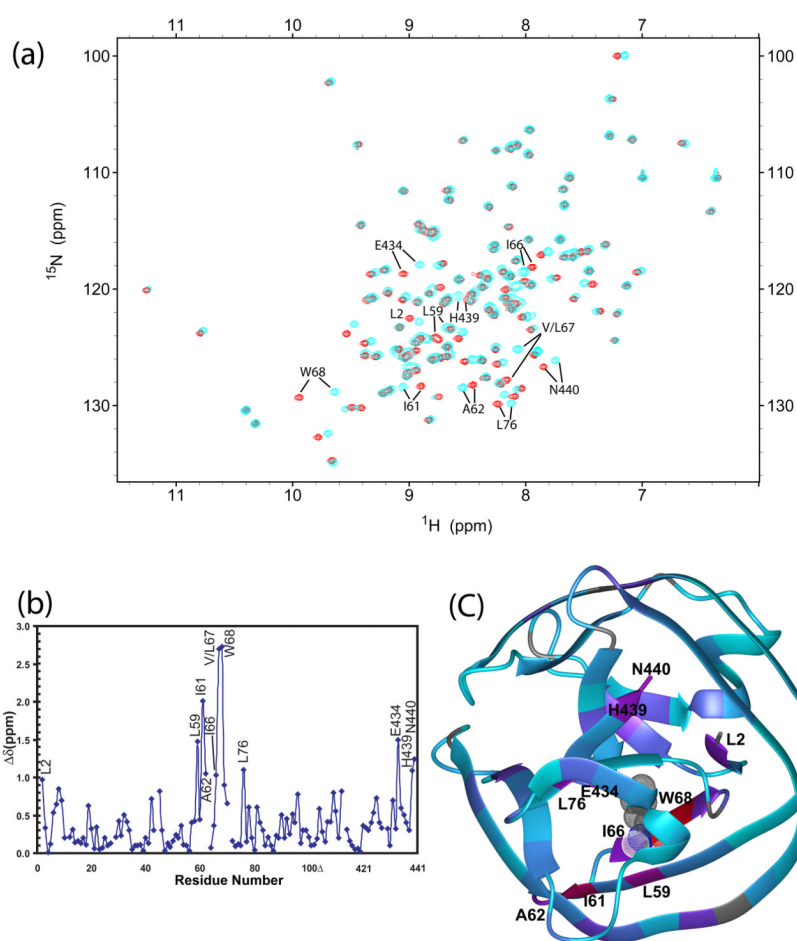 (a)
11 10 9 8 7
100
110
120
130
¹⁵N (ppm)
E434
I66
L2
L59
H439
V/L67
W68
I61
A62
N440
L76
11 10 9 8 7
¹H (ppm)
(b)
3.0
2.5
2.0
1.5
1.0
0.5
0.0
Δδ(ppm)
L2
L59
I61
A62
I66
V/L67
W68
L76
E434
H439
N440
0 20 40 60 80 100Δ 421 441
Residue Number
(C)
N440
H439
L2
E434
L76
W68
I66
L59
I61
A62